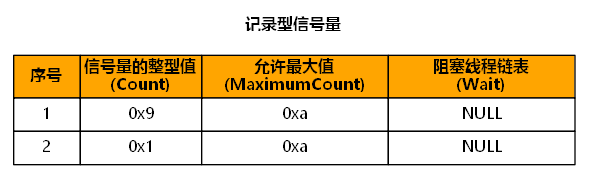 记录型信号量
序号 信号量的整型值 (Count) 允许最大值 (MaximumCount) 阻塞线程链表 (Wait)
1 0x9 0xa NULL
2 0x1 0xa NULL